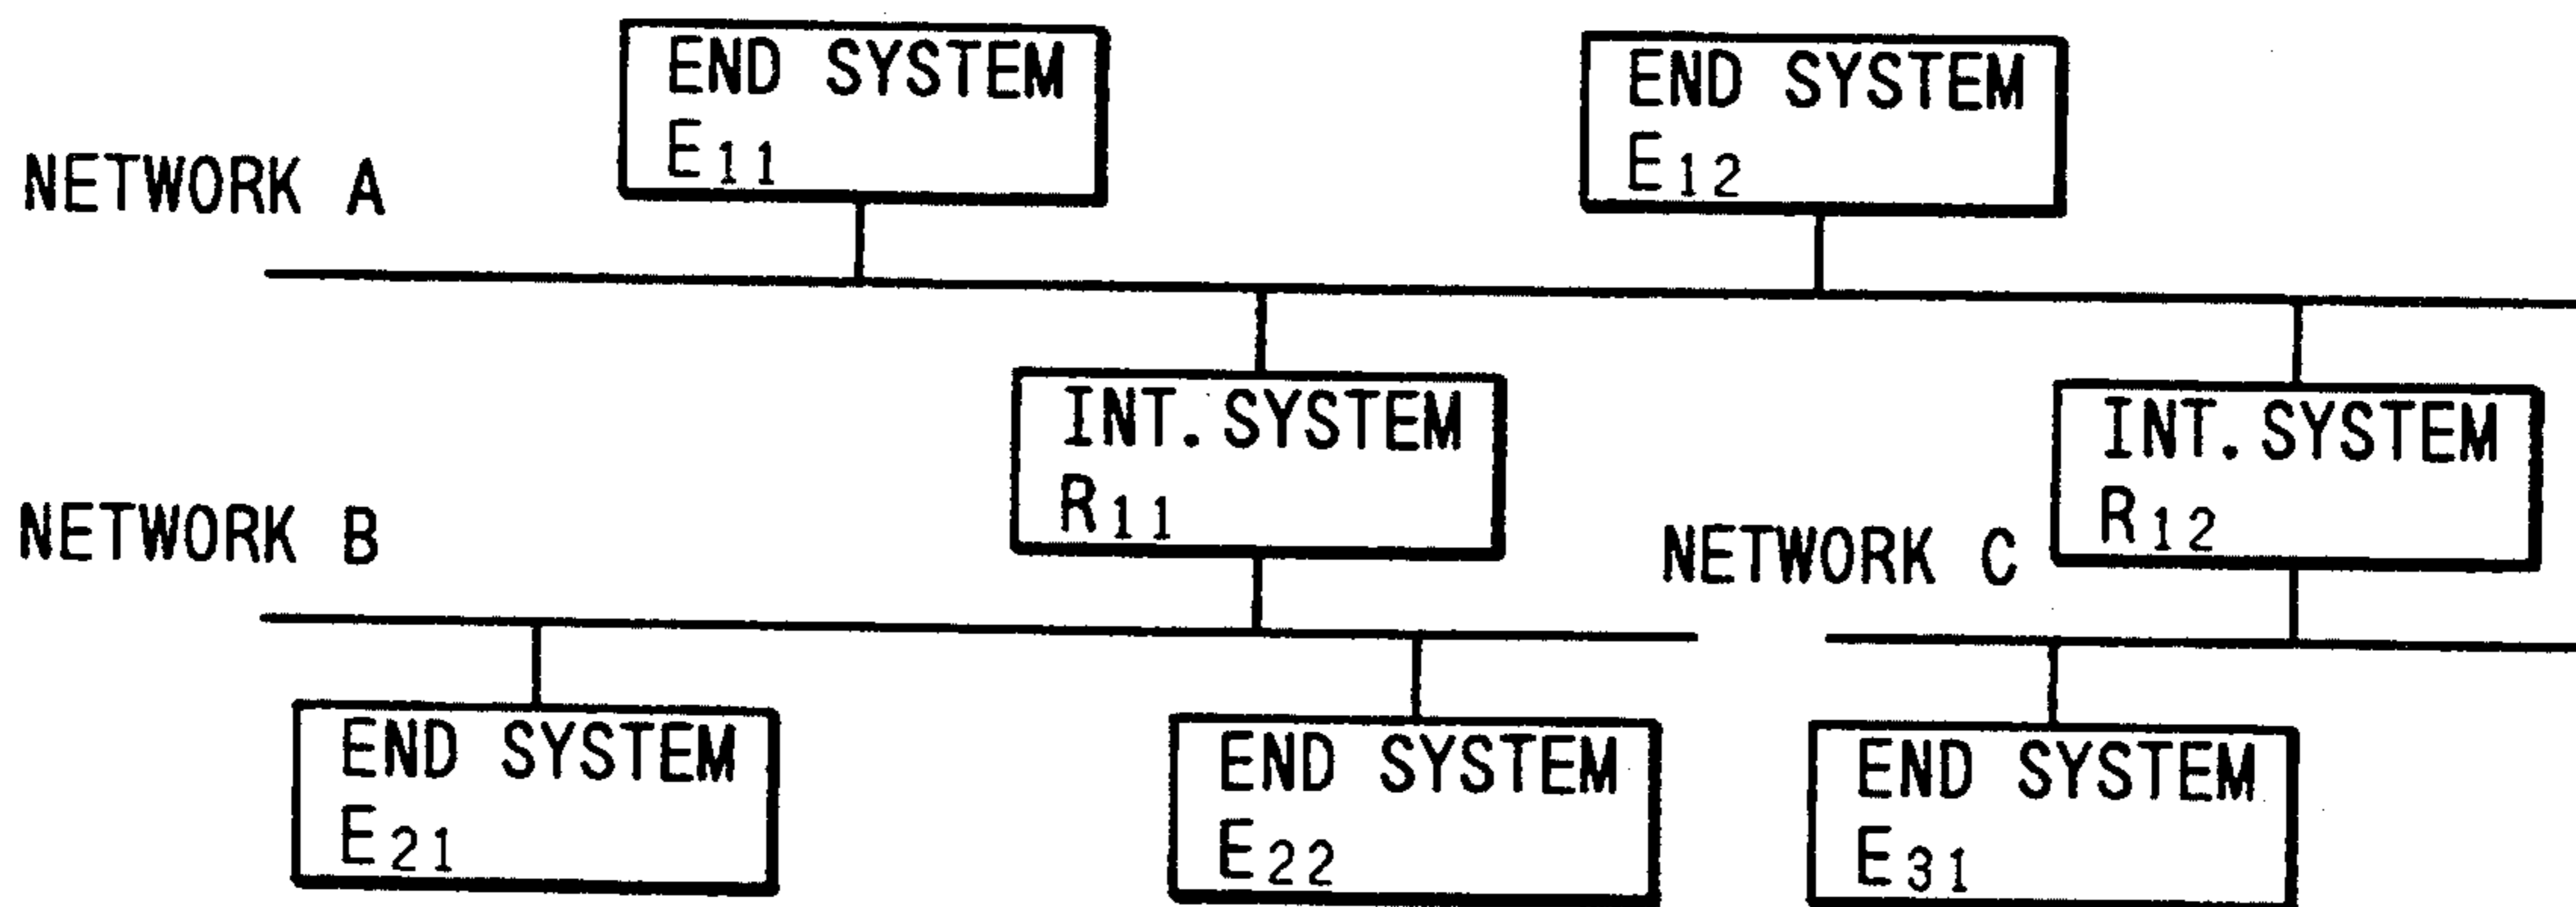 END SYSTEM
E11
END SYSTEM
E12
NETWORK A
INT. SYSTEM
R11
INT. SYSTEM
R12
NETWORK B
NETWORK C
END SYSTEM
E21
END SYSTEM
E22
END SYSTEM
E31